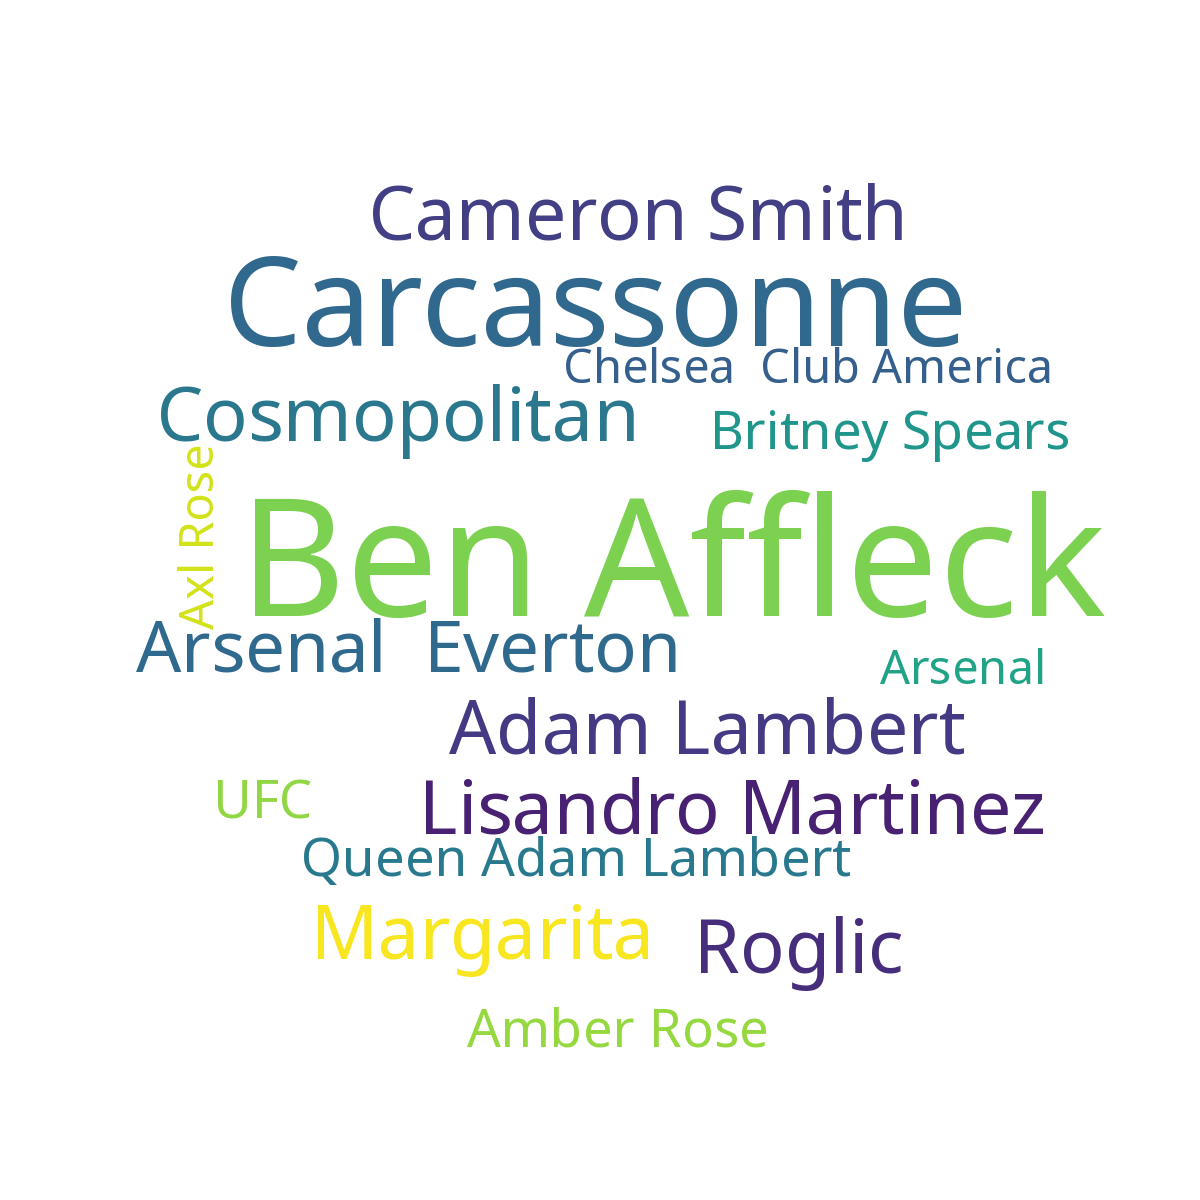 Cameron Smith
Carcassonne
Chelsea Club America
Cosmopolitan
Britney Spears
Axl Rose
Ben Affleck
Arsenal Everton
Arsenal
Adam Lambert
UFC
Lisandro Martinez
Queen Adam Lambert
Margarita
Roglic
Amber Rose